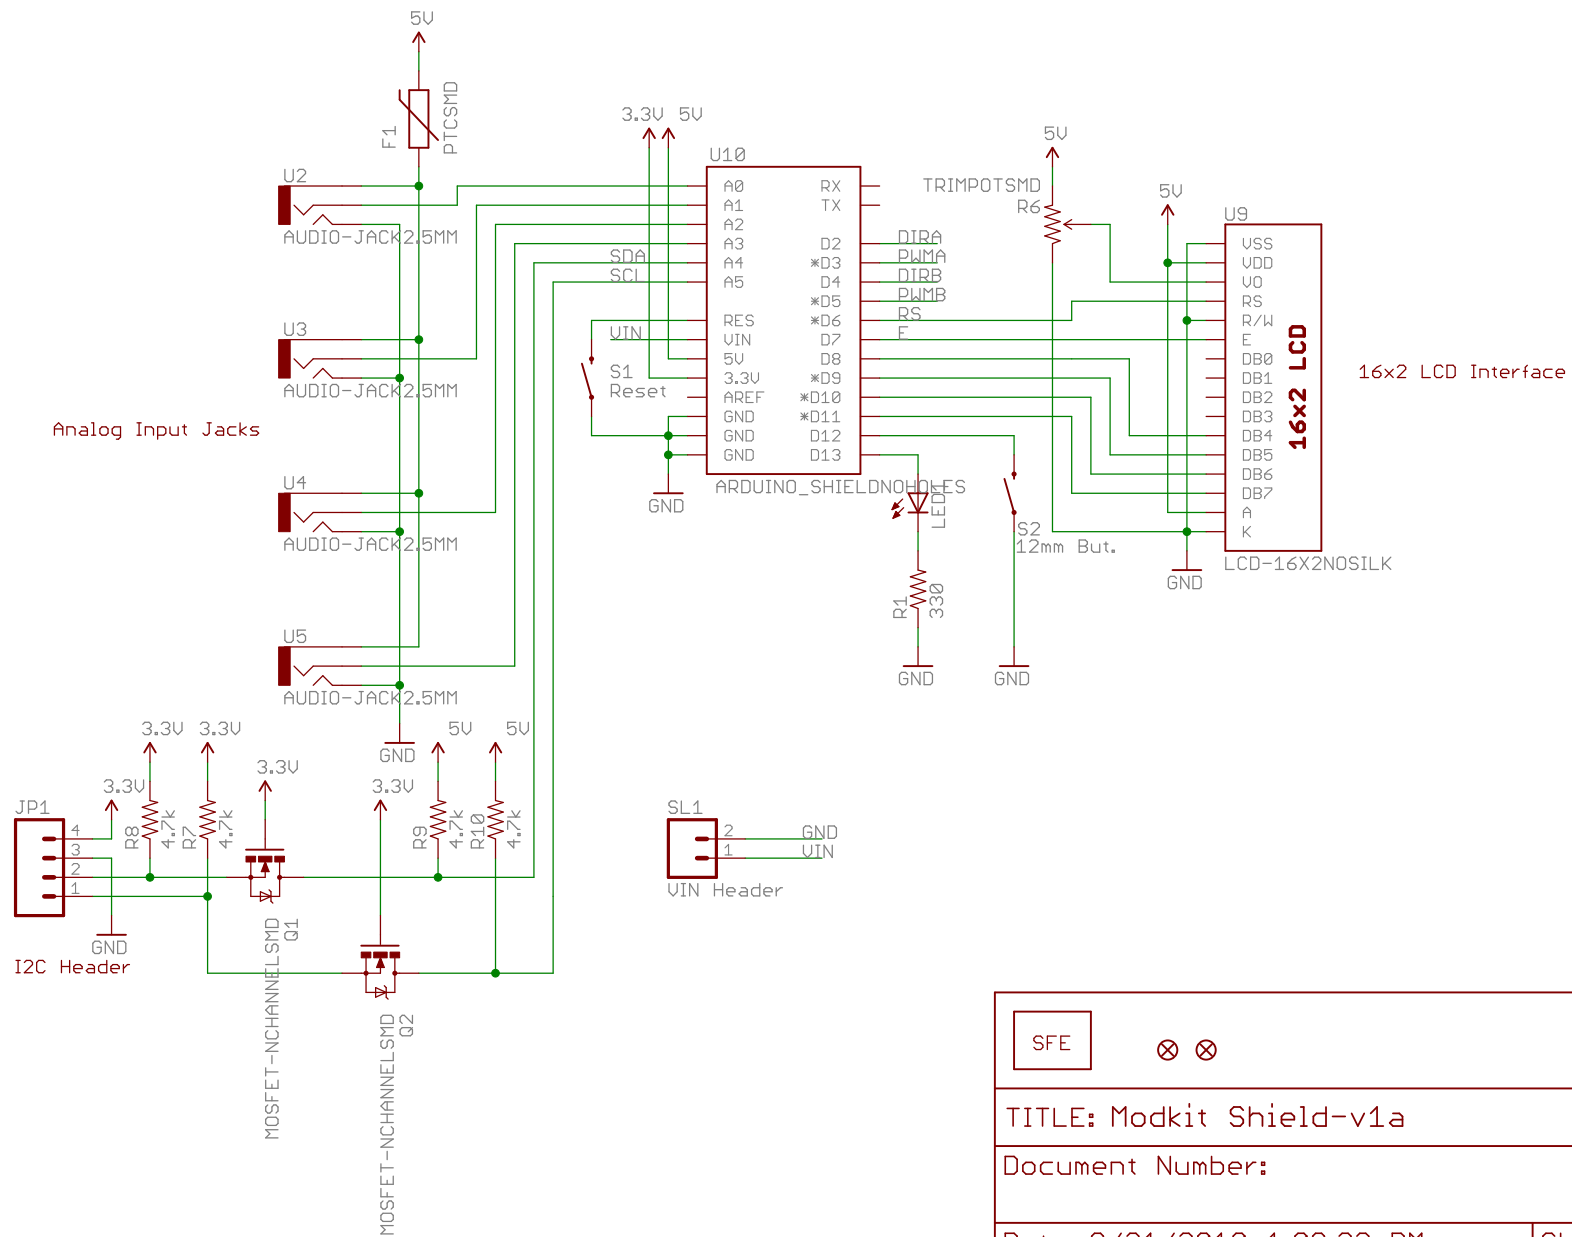 5V
F1
PTCSMD
U2
AUDIO-JACK2.5MM
U3
AUDIO-JACK2.5MM
Analog Input Jacks
U4
AUDIO-JACK2.5MM
U5
AUDIO-JACK2.5MM
GND
3.3V 5V
U10
A0
A1
A2
A3
A4
A5
RES
VIN
5V
3.3V
AREF
GND
GND
GND
RX
TX
D2
*D3
D4
*D5
*D6
D7
D8
*D9
*D10
*D11
D12
D13
ARDUINO_SHIELDNOHOLES
SDA
SCL
VIN
S1
Reset
GND
DIRA
PWMA
DIRB
PWMB
RS
E
LED1
R1
330
GND
S2
12mm But.
GND
5V
TRIMPOTSMD
R6
5V
U9
VSS
VDD
VO
RS
R/W
E
DB0
DB1
DB2
DB3
DB4
DB5
DB6
DB7
A
K
16x2 LCD
LCD-16X2NOSILK
GND
16x2 LCD Interface
3.3V
3.3V
3.3V
3.3V
3.3V
5V
5V
JP1
4
3
2
1
R8
4.7k
R7
4.7k
R9
4.7k
R10
4.7k
GND
I2C Header
MOSFET-NCHANNELSMD
Q1
MOSFET-NCHANNELSMD
Q2
SL1
2
1
GND
VIN
VIN Header
SFE
TITLE: Modkit Shield-v1a
Document Number: